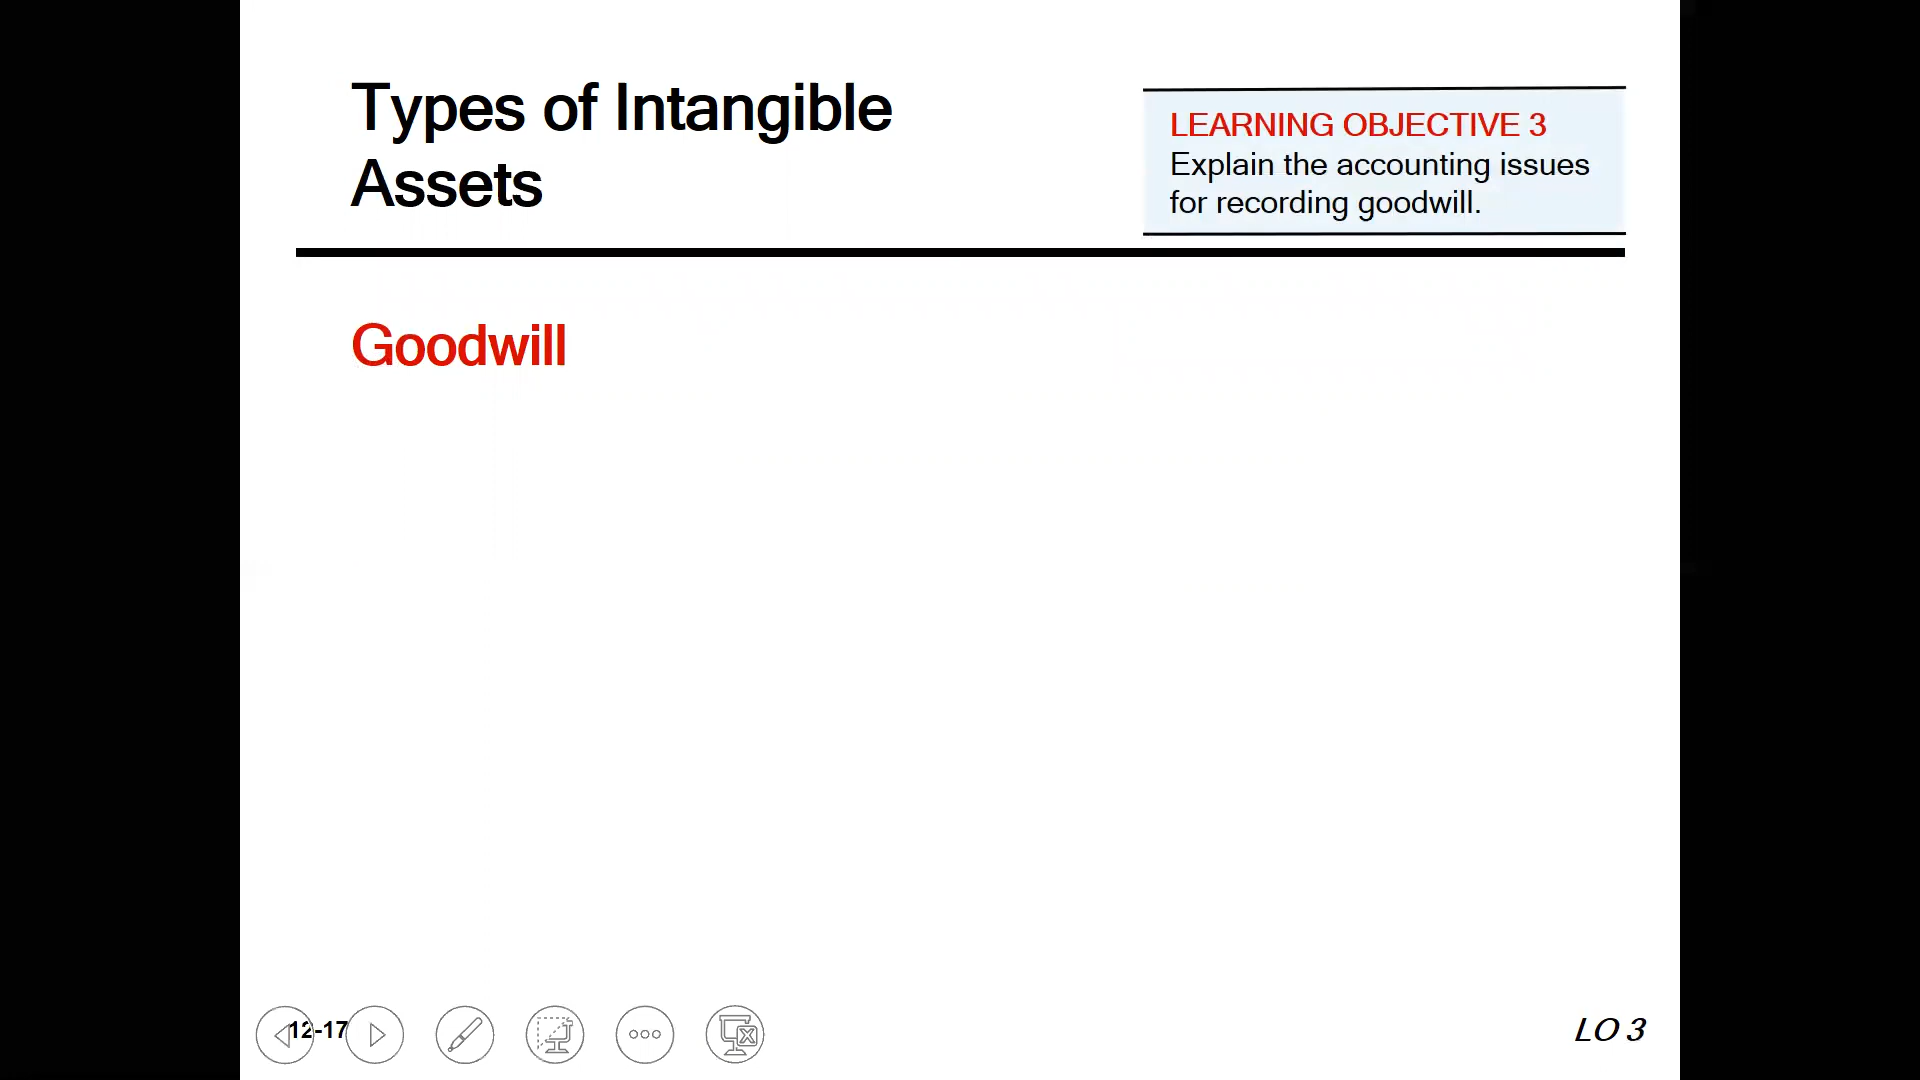 Types of Intangible
Assets
LEARNING OBJECTIVE 3
Explain the accounting issues
for recording goodwill.
Goodwill
12-17
LO 3